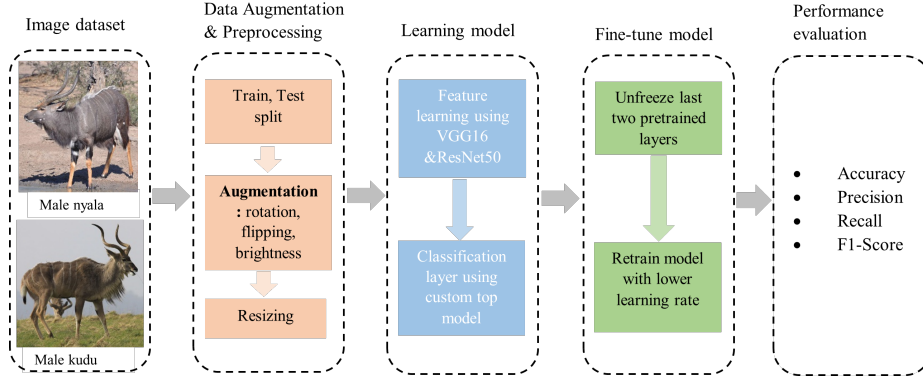 Image dataset
Male nyala
Male kudu
Data Augmentation
& Preprocessing
Train, Test
split
Augmentation
: rotation,
flipping,
brightness
Resizing
Learning model
Feature
learning using
VGG16
&ResNet50
Classification
layer using
custom top
model
Fine-tune model
Unfreeze last
two pretrained
layers
Retrain model
with lower
learning rate
Performance
evaluation
• Accuracy
• Precision
• Recall
• F1-Score